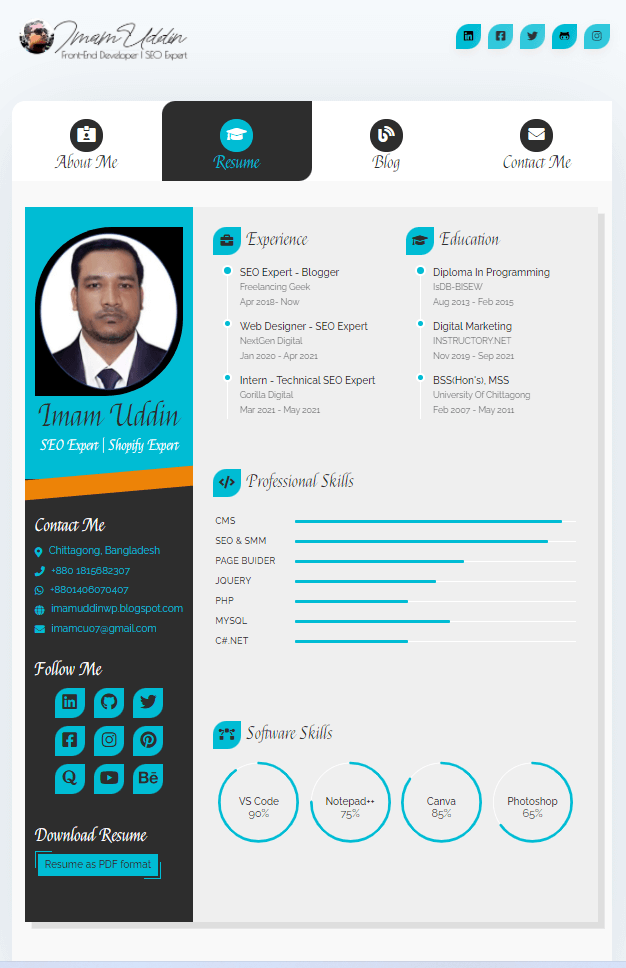 Imam Uddin
Front-End Developer | SEO Expert
About Me
Resume
Blog
Contact Me
Imam Uddin
SEO Expert | Shopify Expert
Contact Me
Chittagong, Bangladesh
+880 1815682307
+8801406070407
imamuddinwp.blogspot.com
imamcu07@gmail.com
Follow Me
Download Resume
Resume as PDF format
Experience
SEO Expert - Blogger
Freelancing Geek
Apr 2018- Now
Web Designer - SEO Expert
NextGen Digital
Jan 2020 - Apr 2021
Intern - Technical SEO Expert
Gorilla Digital
Mar 2021 - May 2021
Education
Diploma In Programming
IsDB-BISEW
Aug 2013 - Feb 2015
Digital Marketing
INSTRUCTORY.NET
Nov 2019 - Sep 2021
BSS(Hon's), MSS
University Of Chittagong
Feb 2007 - May 2011
Professional Skills
CMS
SEO & SMM
PAGE BUIDER
JQUERY
PHP
MYSQL
C#.NET
Software Skills
VS Code
90%
Notepad++
75%
Canva
85%
Photoshop
65%